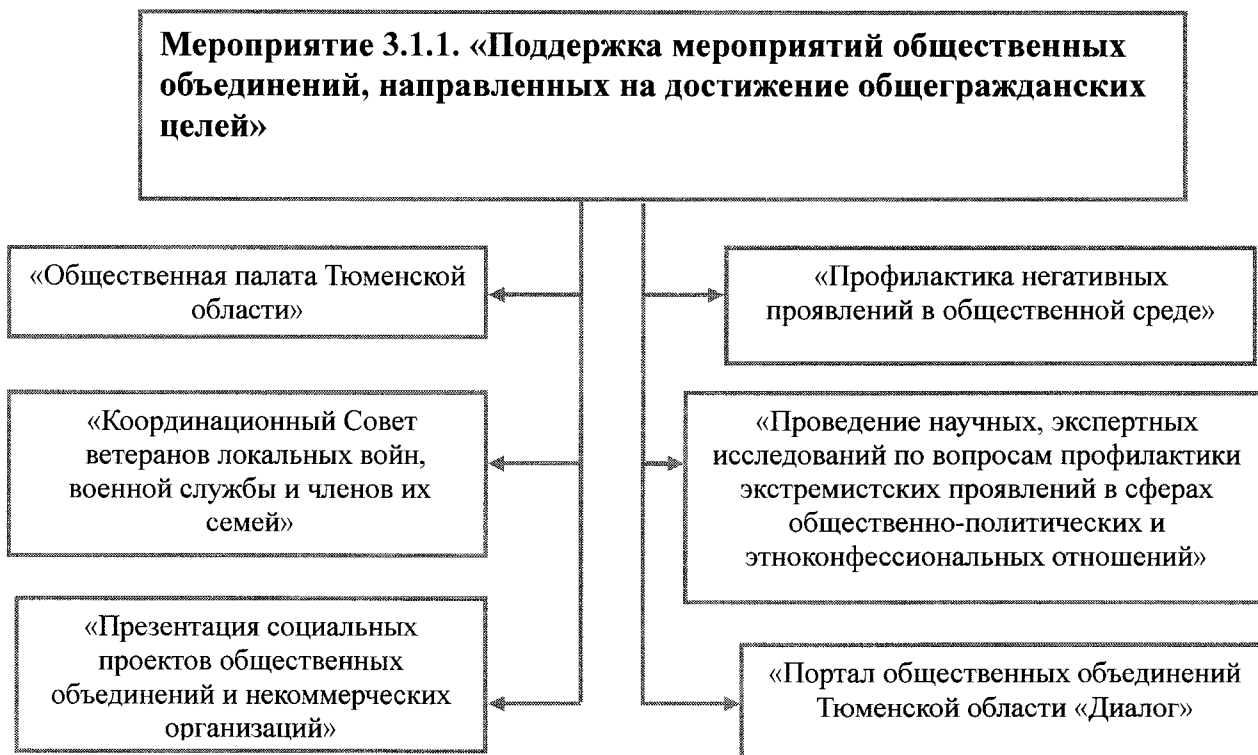 Мероприятие 3.1.1. «Поддержка мероприятий общественных
объединений, направленных на достижение общегражданских
целей»
«Общественная палата Тюменской
области»
«Координационный Совет
ветеранов локальных войн,
военной службы и членов их
семей»
«Презентация социальных
проектов общественных
объединений и некоммерческих
организаций»
«Профилактика негативных
проявлений в общественной среде»
«Проведение научных, экспертных
исследований по вопросам профилактики
экстремистских проявлений в сферах
общественно-политических и
этноконфессиональных отношений»
«Портал общественных объединений
Тюменской области «Диалог»